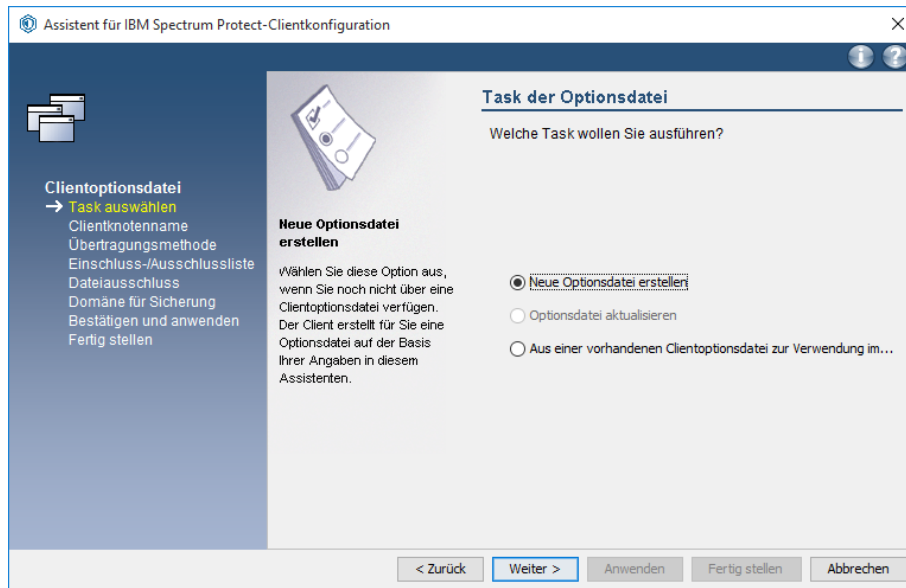 Assistent für IBM Spectrum Protect-Clientkonfiguration
Clientoptionsdatei
Task auswählen
Clientknotenname
Übertragungsmethode
Einschluss-/Ausschlussliste
Dateiausschluss
Domäne für Sicherung
Bestätigen und anwenden
Fertig stellen
Neue Optionsdatei
erstellen
Wählen Sie diese Option aus,
wenn Sie noch nicht über eine
Clientoptionsdatei verfügen.
Der Client erstellt für Sie eine
Optionsdatei auf der Basis
Ihrer Angaben in diesem
Assistenten.
Task der Optionsdatei
Welche Task wollen Sie ausführen?
Neue Optionsdatei erstellen
Optionsdatei aktualisieren
Aus einer vorhandenen Clientoptionsdatei zur Verwendung im...
< Zurück
Weiter >
Anwenden
Fertig stellen
Abbrechen